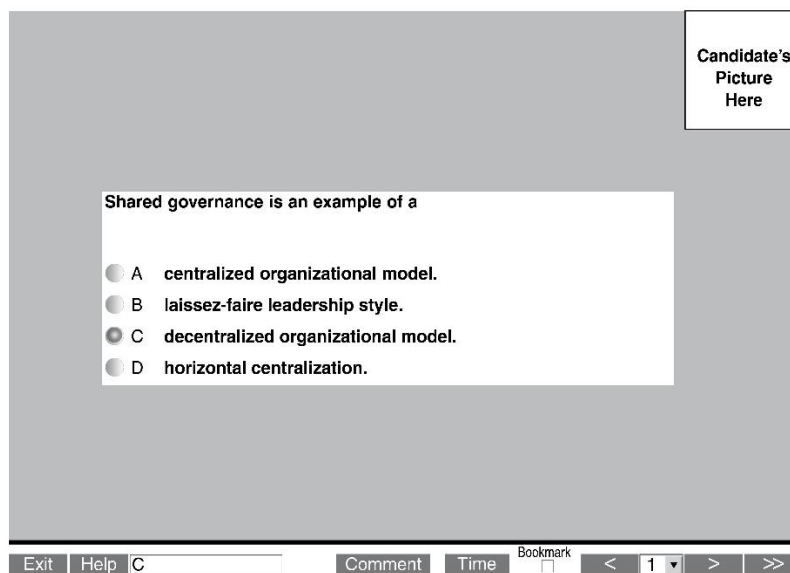 Candidate's
Picture
Here
Shared governance is an example of a
A centralized organizational model.
B laissez-faire leadership style.
C decentralized organizational model.
D horizontal centralization.
Exit Help C Comment Time Bookmark < 1 > >>